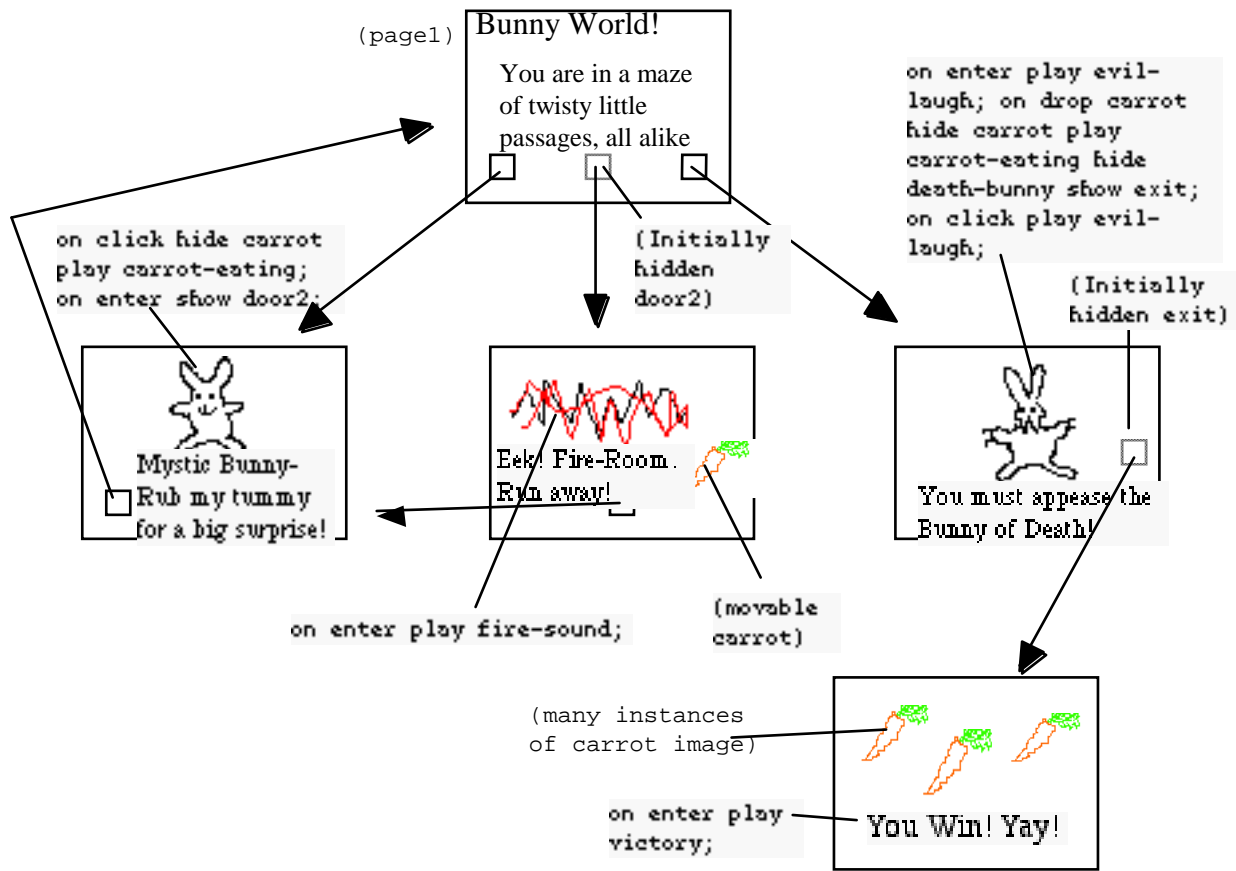 (page1)
Bunny World!
You are in a maze
of twisty little
passages, all alike
on enter play evil-
laugh; on drop carrot
hide carrot play
carrot-eating hide
death-bunny show exit;
on click play evil-
laugh;
on click hide carrot
play carrot-eating;
on enter show door2;
(Initially
hidden
door2)
(Initially
hidden exit)
Mystic Bunny-
Rub my tummy
for a big surprise!
Eek! Fire-Room.
Run away!
You must appease the
Bunny of Death!
on enter play fire-sound;
(movable
carrot)
(many instances
of carrot image)
on enter play
victory;
You Win! Yay!